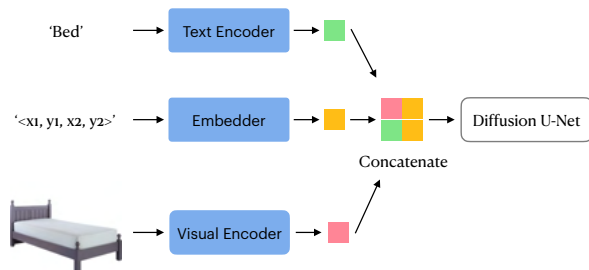 ‘Bed’
Text Encoder
‘<x1, y1, x2, y2>’
Embedder
Diffusion U-Net
Concatenate
Visual Encoder